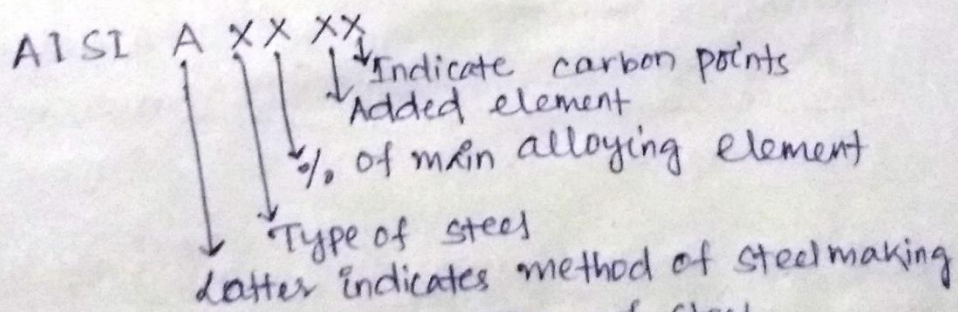 AISI A XX XX
Indicate carbon points
Added element
% of main alloying element
Type of steel
Latter indicates method of steelmaking